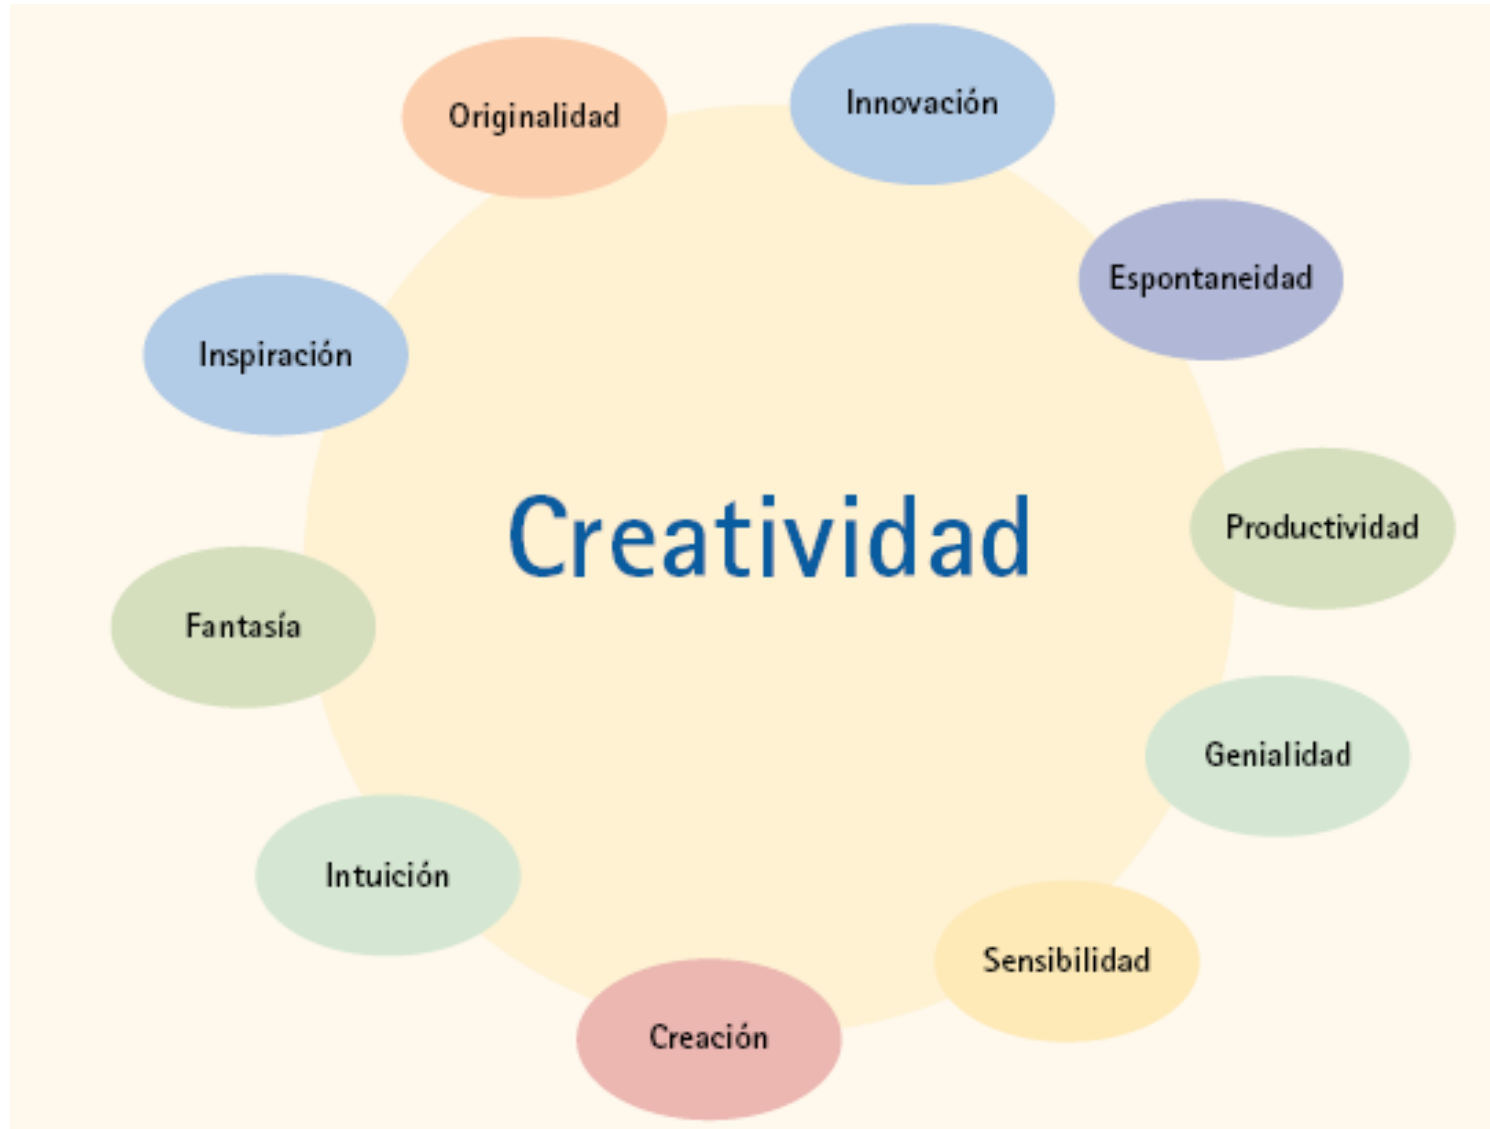 Originalidad
Innovación
Espontaneidad
Inspiración
Creatividad
Productividad
Fantasía
Genialidad
Intuición
Sensibilidad
Creación